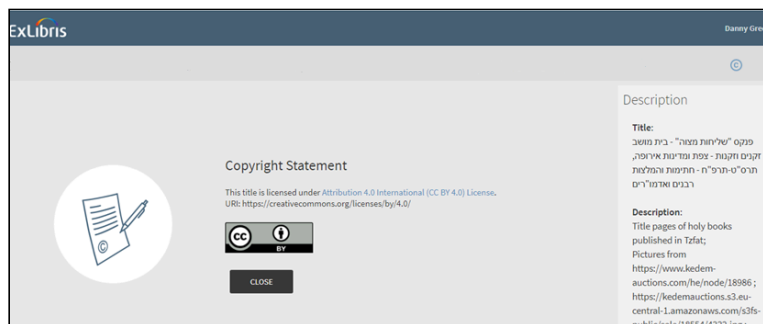 ExLibris
Danny Gree
©
Description
Title:
פנקס "שליחות מצוה" - בית מושב
זקנים וזקנות - צפת ומדינות אירופה,
תרס"ט-תרפ"ח - חתימות והמלצות
רבנים ואדמו"רים
Description:
Title pages of holy books
published in Tzfat;
Pictures from
https://www.kedem-
auctions.com/he/node/18986 ;
https://kedemauctions.s3.eu-
central-1.amazonaws.com/s3fs-
Copyright Statement
This title is licensed under Attribution 4.0 International (CC BY 4.0) License.
URI: https://creativecommons.org/licenses/by/4.0/
cc
BY
CLOSE
©